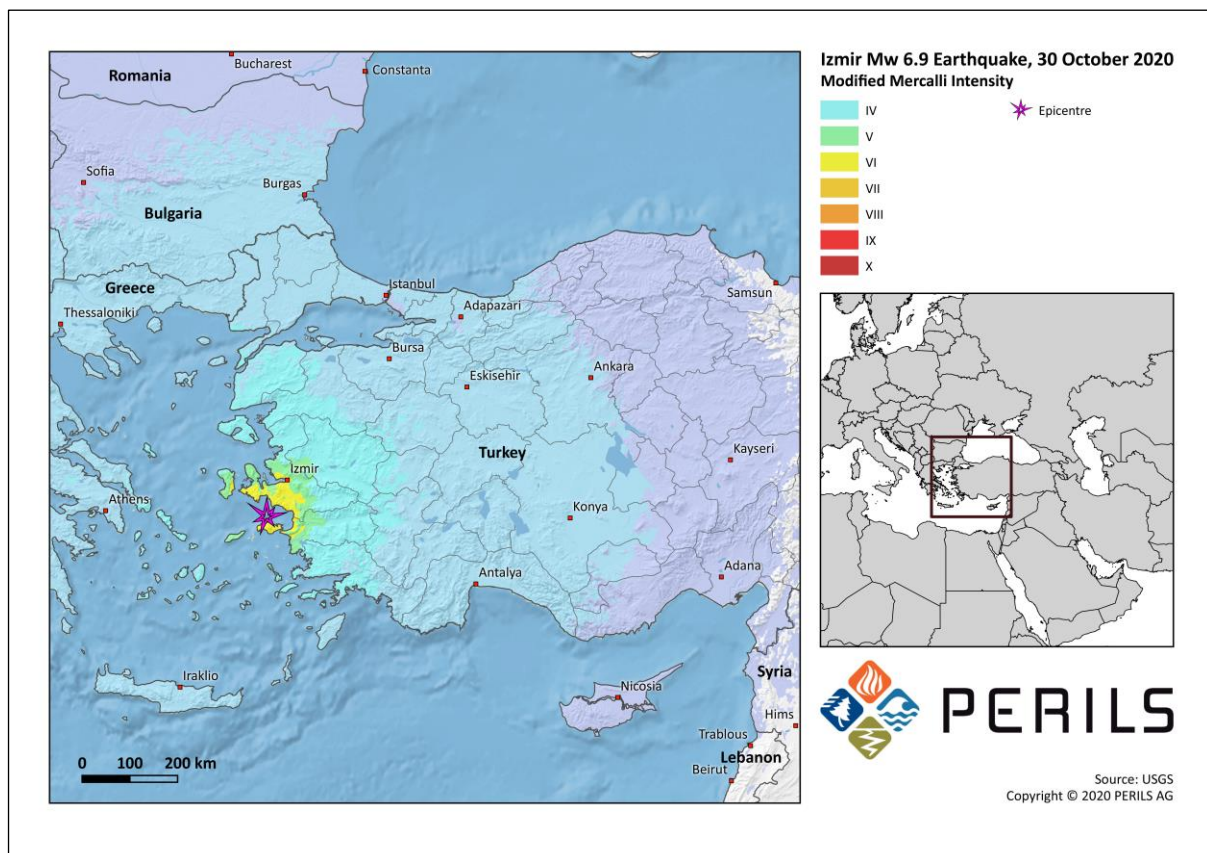 Izmir Mw 6.9 Earthquake, 30 October 2020
Modified Mercalli Intensity
IV
V
VI
VII
VIII
IX
X
Epicentre
Romania
Bucharest
Constanta
Sofia
Burgas
Bulgaria
Greece
Istanbul
Samsun
Thessaloniki
Adapazari
Bursa
Ankara
Eskisehir
Turkey
Kayseri
Izmir
Athens
Konya
Adana
Antalya
Syria
Iraklio
Nicosia
Hims
Trablous
Lebanon
Beirut
0 100 200 km
PERILS
Source: USGS
Copyright © 2020 PERILS AG